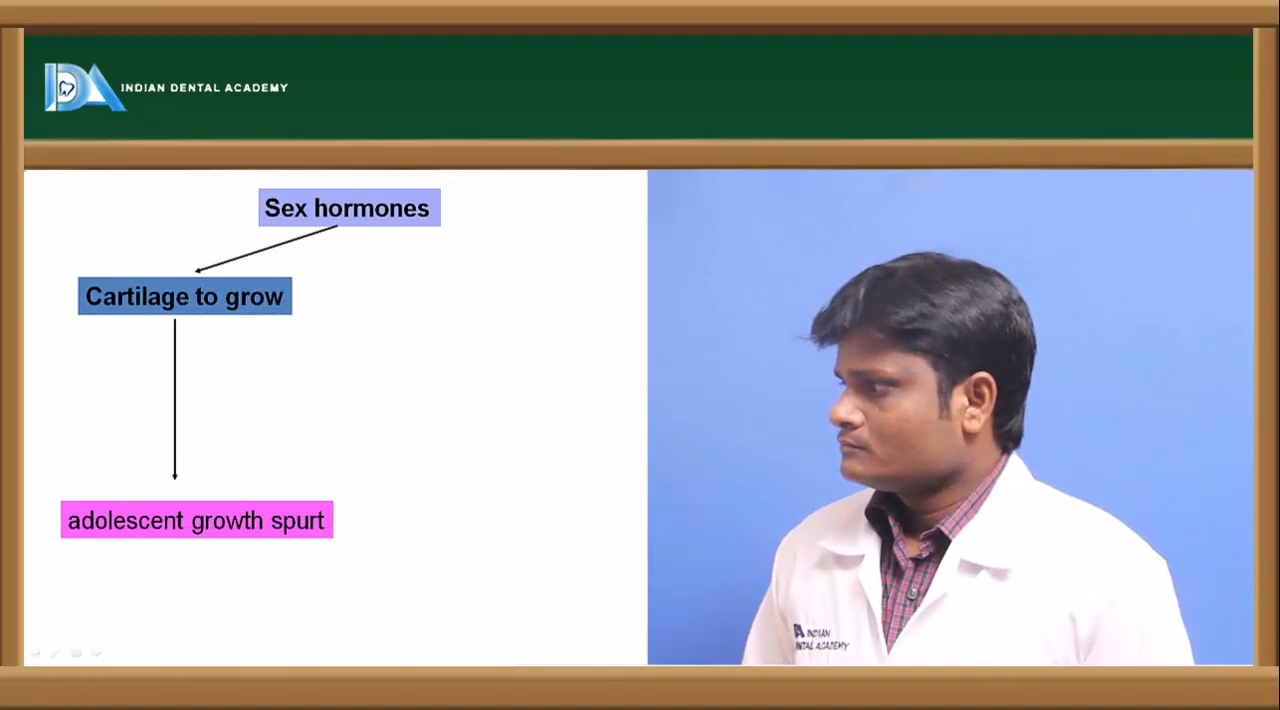 INDIAN DENTAL ACADEMY
Sex hormones
Cartilage to grow
adolescent growth spurt
INDIAN
DENTAL ACADEMY